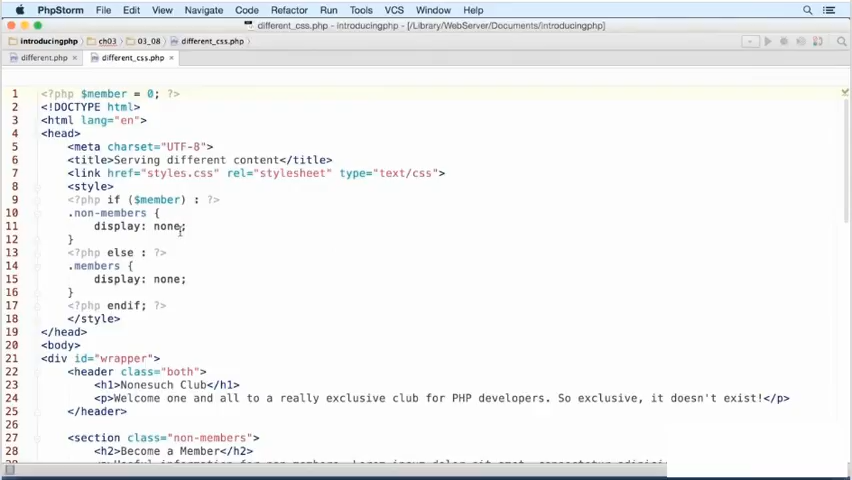 PhpStorm File Edit View Navigate Code Refactor Run Tools VCS Window Help
different_css.php - introducingphp - [/Library/WebServer/Documents/introducingphp]
introducingphp ch03 03_08 different_css.php
different.php × different_css.php ×
1 <?php $member = 0; ?>
2 <!DOCTYPE html>
3 <html lang="en">
4 <head>
5 <meta charset="UTF-8">
6 <title>Serving different content</title>
7 <link href="styles.css" rel="stylesheet" type="text/css">
8 <style>
9 <?php if ($member) : ?>
10 .non-members {
11 display: none;
12 }
13 <?php else : ?>
14 .members {
15 display: none;
16 }
17 <?php endif; ?>
18 </style>
19 </head>
20 <body>
21 <div id="wrapper">
22 <header class="both">
23 <h1>Nonesuch Club</h1>
24 <p>Welcome one and all to a really exclusive club for PHP developers. So exclusive, it doesn't exist!</p>
25 </header>
26
27 <section class="non-members">
28 <h2>Become a Member</h2>